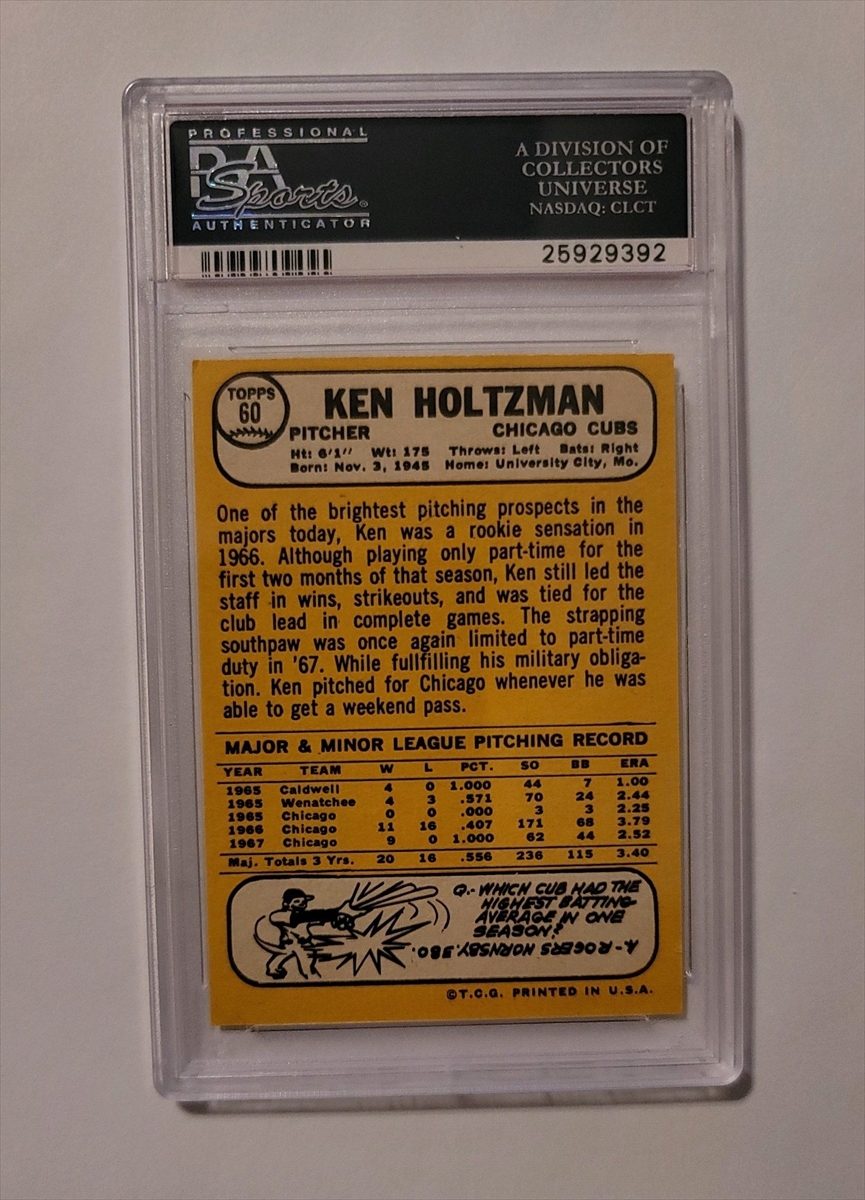 PROFESSIONAL
PSA
Sports®
AUTHENTICATOR
A DIVISION OF
COLLECTORS
UNIVERSE
NASDAQ: CLCT
25929392
TOPPS
60
KEN HOLTZMAN
PITCHER CHICAGO CUBS
Ht: 6'1" Wt: 175 Throws: Left Bats: Right
Born: Nov. 3, 1945 Home: University City, Mo.
One of the brightest pitching prospects in the
majors today, Ken was a rookie sensation in
1966. Although playing only part-time for the
first two months of that season, Ken still led the
staff in wins, strikeouts, and was tied for the
club lead in complete games. The strapping
southpaw was once again limited to part-time
duty in '67. While fullfilling his military obliga-
tion. Ken pitched for Chicago whenever he was
able to get a weekend pass.
MAJOR & MINOR LEAGUE PITCHING RECORD
YEAR TEAM W L PCT. SO BB ERA
1965 Caldwell 4 0 1.000 44 7 1.00
1965 Wenatchee 4 3 .571 70 24 2.44
1965 Chicago 0 0 .000 3 3 2.25
1966 Chicago 11 16 .407 171 68 3.79
1967 Chicago 9 0 1.000 62 44 2.52
Maj. Totals 3 Yrs. 20 16 .556 236 115 3.40
Q.- WHICH CUB HAD THE
HIGHEST BATTING
AVERAGE IN ONE
SEASON?
A.- ROGERS HORNSBY .380.
©T.C.G. PRINTED IN U.S.A.